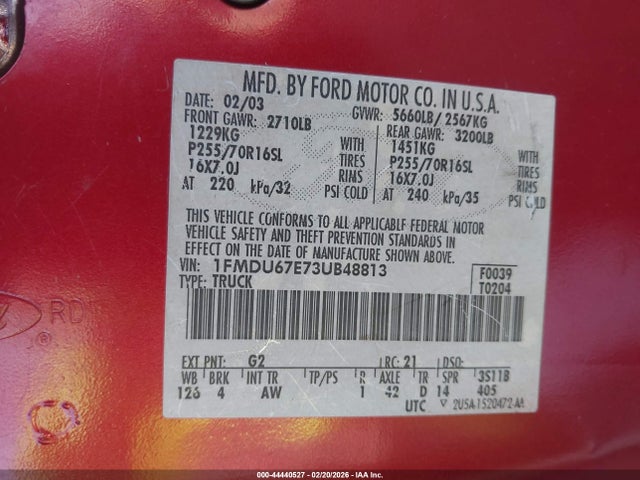 MFD. BY FORD MOTOR CO. IN U.S.A.
DATE: 02/03 GVWR: 5660LB/ 2567KG
FRONT GAWR: 2710LB REAR GAWR: 3200LB
1229KG WITH 1451KG WITH
P255/70R16SL TIRES P255/70R16SL TIRES
16X7.0J RIMS 16X7.0J RIMS
AT 220 kPa/32 PSI COLD AT 240 kPa/35 PSI COLD
THIS VEHICLE CONFORMS TO ALL APPLICABLE FEDERAL MOTOR
VEHICLE SAFETY AND THEFT PREVENTION STANDARDS IN
EFFECT ON THE DATE OF MANUFACTURE SHOWN ABOVE.
VIN: 1FMDU67E73UB48813 F0039
TYPE: TRUCK T0204
EXT PNT: G2 RC: 21 DSO:
WB BRK INT TR TP/PS R AXLE TR SPR 3S11B
126 4 AW 1 42 D 14 405
UTC ▽ 2U5A-1520472-AA
RD
®
000-44440527 - 02/20/2026 - IAA Inc.